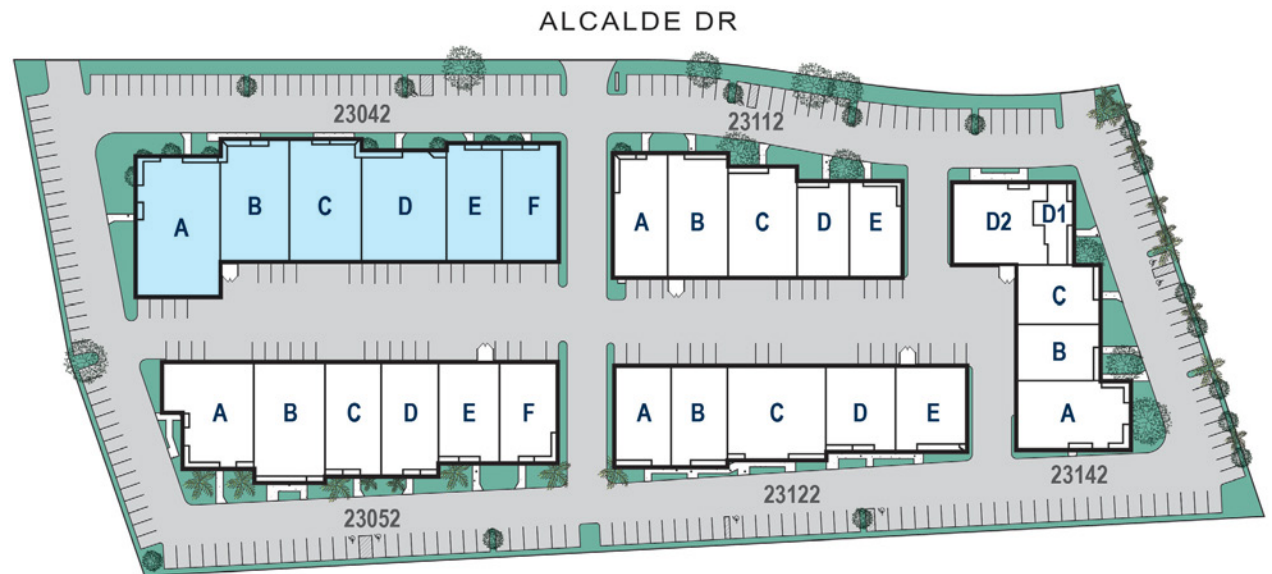 ALCALDE DR
23042
23112
A B C D E F
A B C D E
D2 D1
C
B
A
A B C D E F
A B C D E
23052
23122
23142